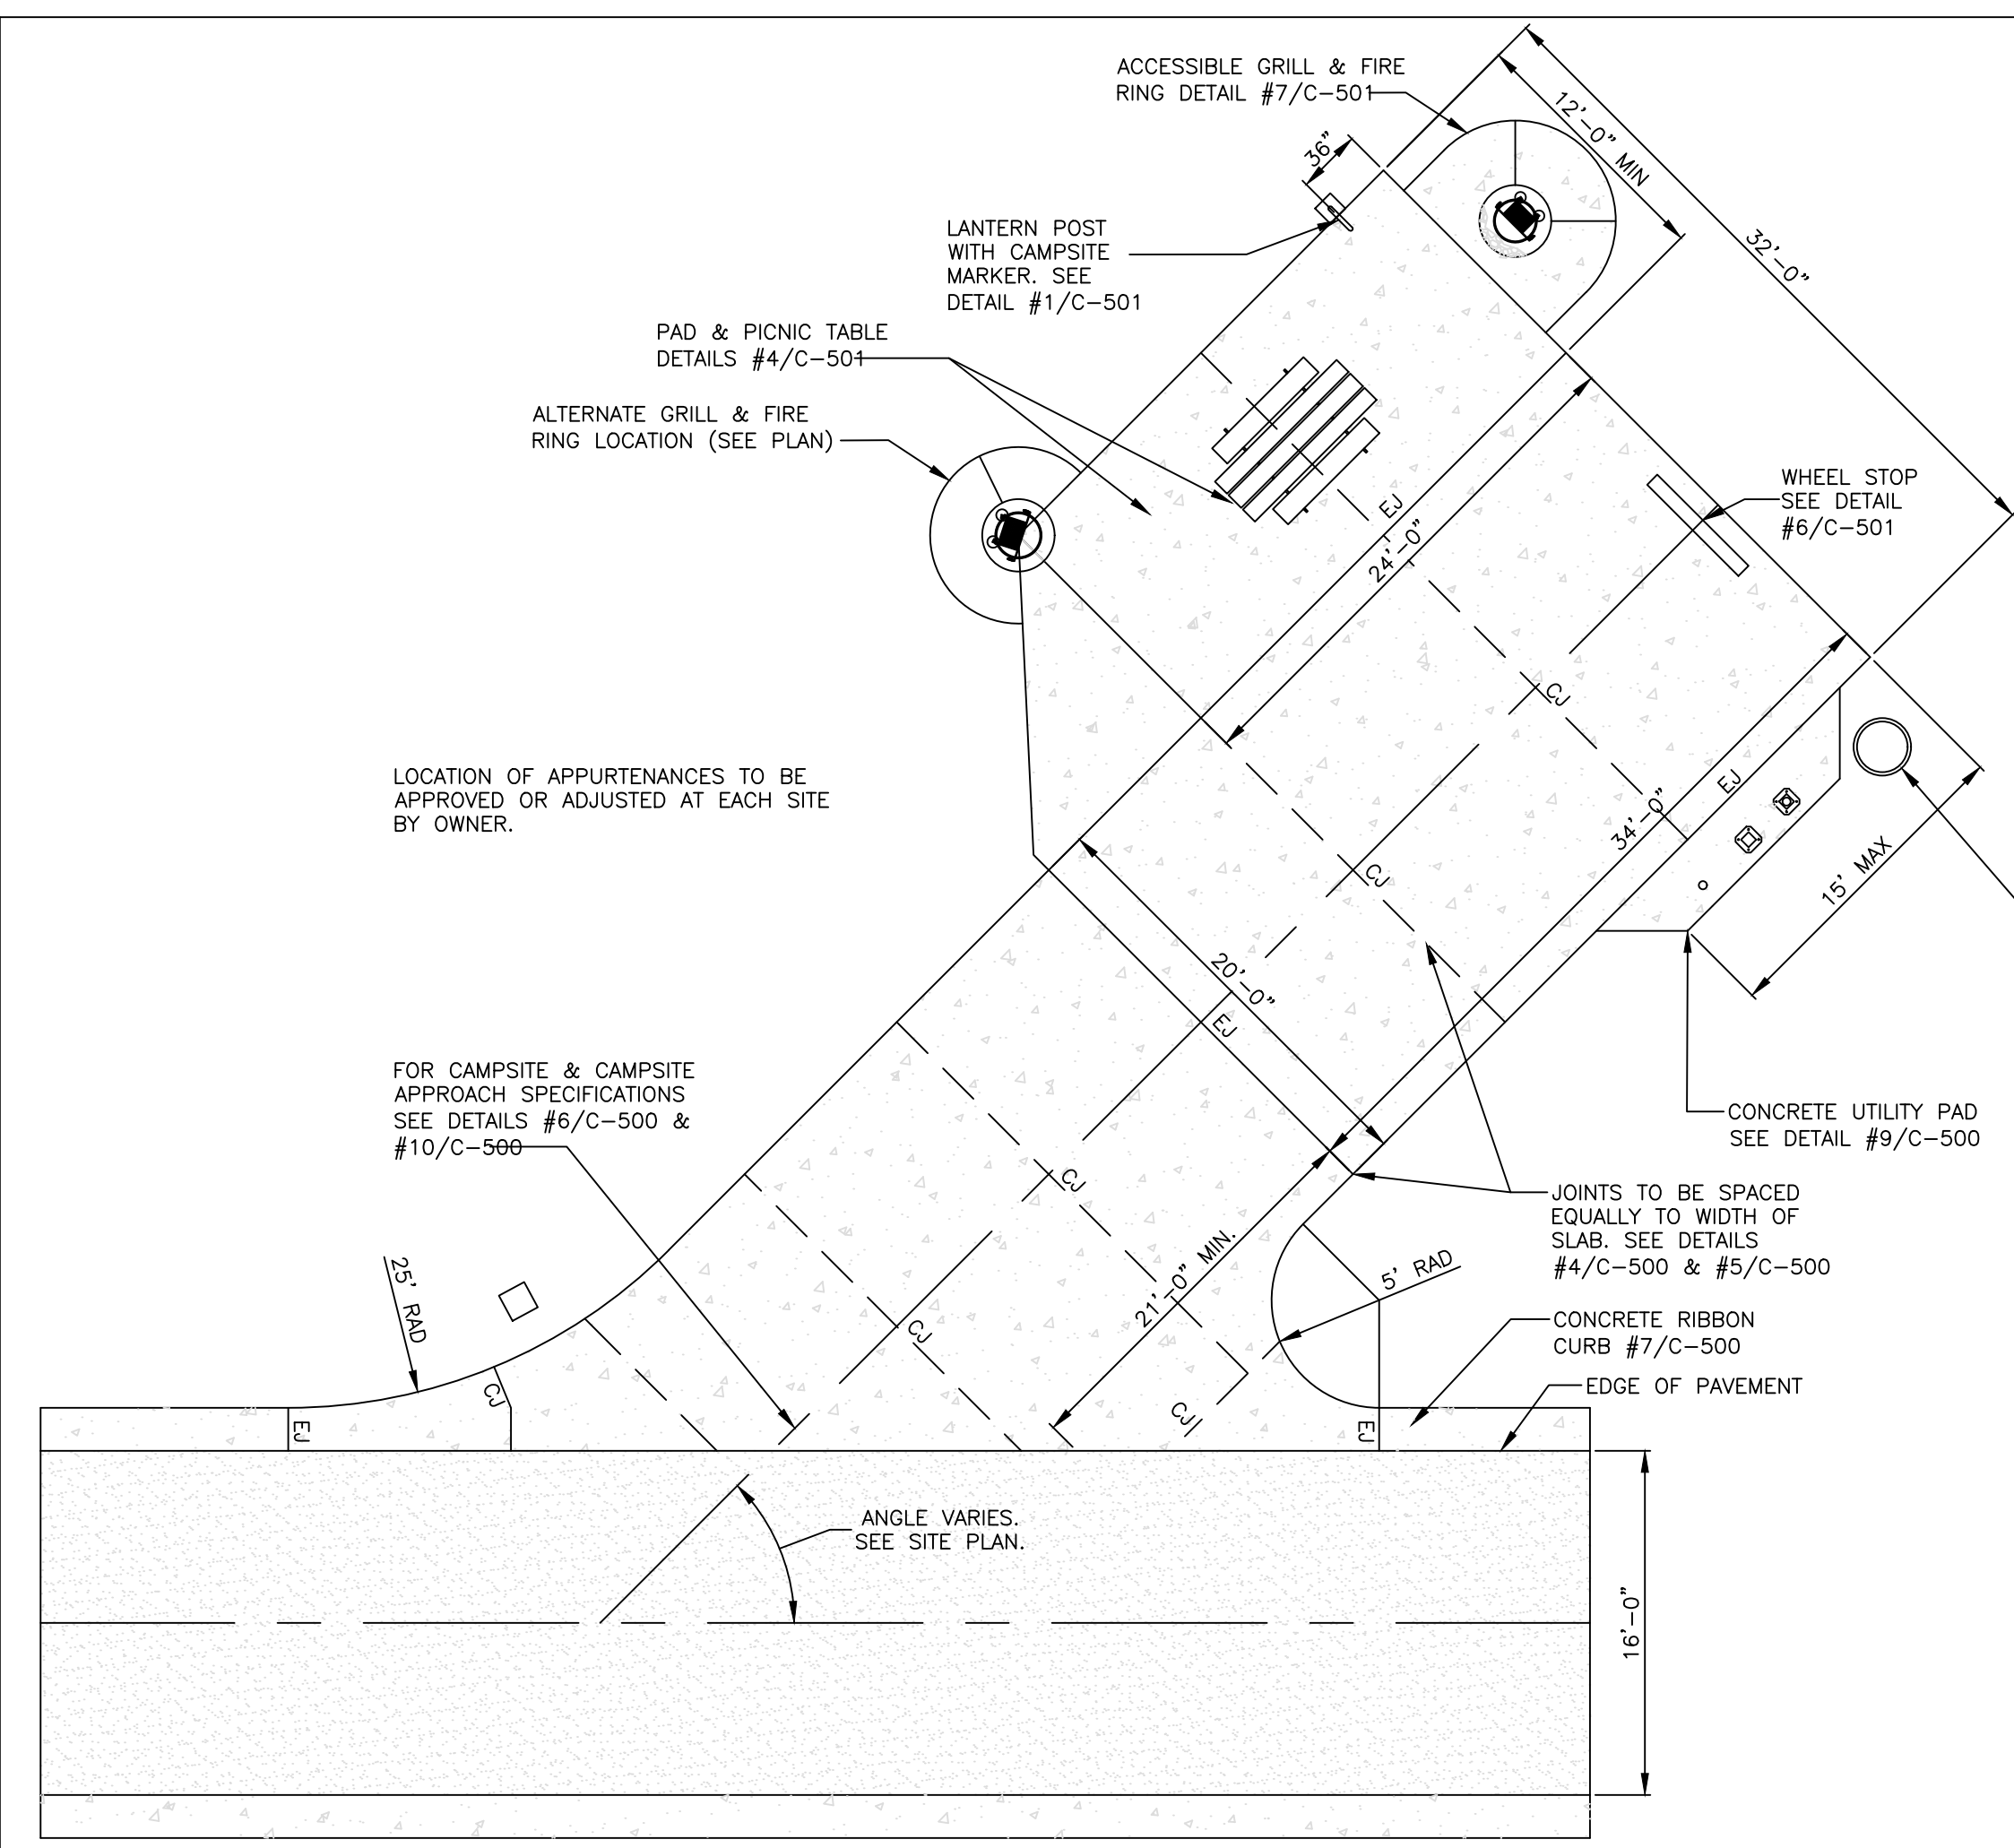 ACCESSIBLE GRILL & FIRE
RING DETAIL #7/C-501
12'-0" MIN
32'-0"
36"
LANTERN POST
WITH CAMPSITE
MARKER. SEE
DETAIL #1/C-501
PAD & PICNIC TABLE
DETAILS #4/C-501
ALTERNATE GRILL & FIRE
RING LOCATION (SEE PLAN)
WHEEL STOP
SEE DETAIL
#6/C-501
EJ
24'-0"
CJ
LOCATION OF APPURTENANCES TO BE
APPROVED OR ADJUSTED AT EACH SITE
BY OWNER.
EJ
34'-0"
15' MAX
CJ
20'-0"
EJ
FOR CAMPSITE & CAMPSITE
APPROACH SPECIFICATIONS
SEE DETAILS #6/C-500 &
#10/C-500
CONCRETE UTILITY PAD
SEE DETAIL #9/C-500
CJ
JOINTS TO BE SPACED
EQUALLY TO WIDTH OF
SLAB. SEE DETAILS
#4/C-500 & #5/C-500
21'-0" MIN.
5' RAD
25' RAD
CJ
CONCRETE RIBBON
CURB #7/C-500
EDGE OF PAVEMENT
CJ
CJ
EJ
EJ
ANGLE VARIES.
SEE SITE PLAN.
16'-0"